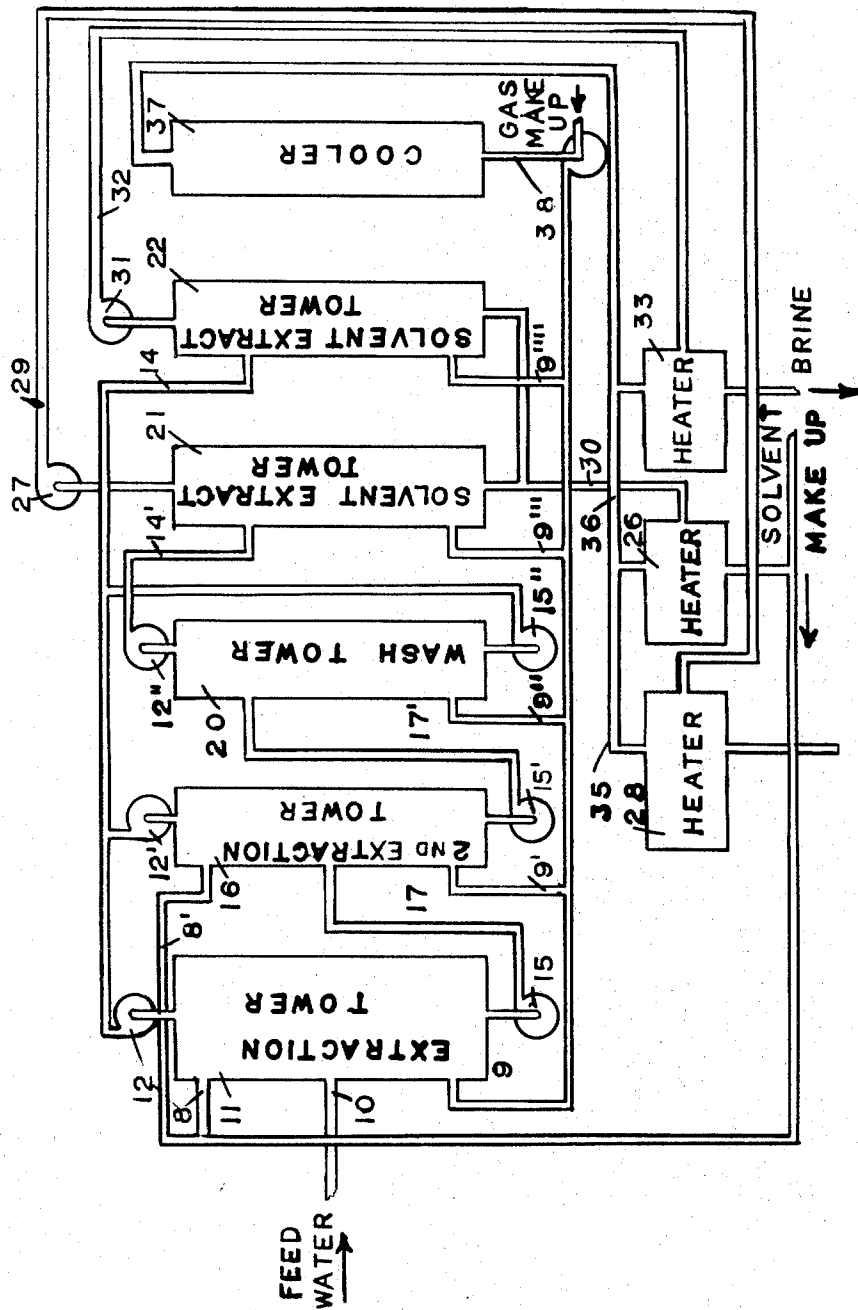 29
27
31
32
12
12'
12"
14'
14
8'
8
11
10
FEED
WATER
EXTRACTION
TOWER
9
15
16
2ND EXTRACTION
TOWER
17
9'
15'
20
WASH TOWER
17'
9"
15"
21
SOLVENT EXTRACT
TOWER
9'''
22
SOLVENT EXTRACT
TOWER
9''''
37
COOLER
38
GAS
MAKE
UP
30
36
35
28
HEATER
26
HEATER
33
HEATER
SOLVENT
MAKE UP
BRINE